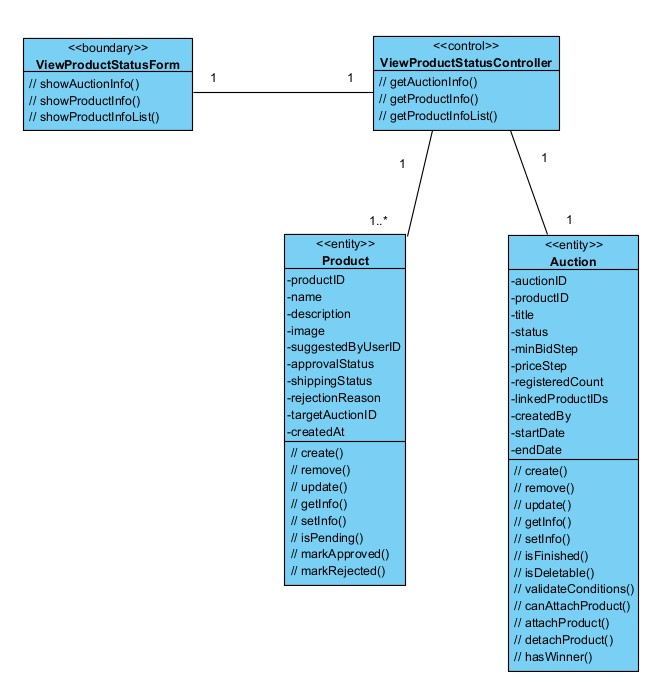 <<boundary>>
ViewProductStatusForm
// showAuctionInfo()
// showProductInfo()
// showProductInfoList()
1
1
<<control>>
ViewProductStatusController
// getAuctionInfo()
// getProductInfo()
// getProductInfoList()
1
1..*
1
1
<<entity>>
Product
-productID
-name
-description
-image
-suggestedByUserID
-approvalStatus
-shippingStatus
-rejectionReason
-targetAuctionID
-createdAt
// create()
// remove()
// update()
// getInfo()
// setInfo()
// isPending()
// markApproved()
// markRejected()
<<entity>>
Auction
-auctionID
-productID
-title
-status
-minBidStep
-priceStep
-registeredCount
-linkedProductIDs
-createdBy
-startDate
-endDate
// create()
// remove()
// update()
// getInfo()
// setInfo()
// isFinished()
// isDeletable()
// validateConditions()
// canAttachProduct()
// attachProduct()
// detachProduct()
// hasWinner()